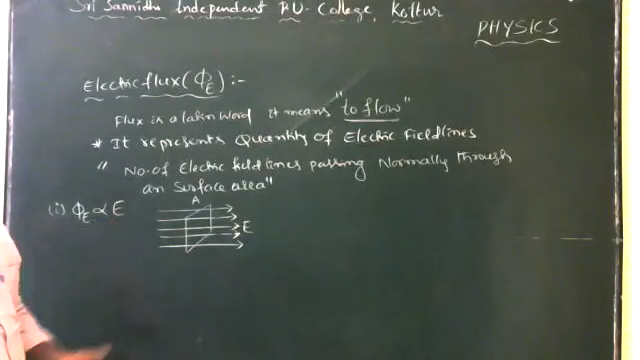 Sri Sannidhi Independent PU-College, Koltur
PHYSICS
Electric flux (ΦE) :-
Flux is a latin word it means "to flow"
* It represents Quantity of Electric Fieldlines
" No. of Electric field lines passing Normally through
an surface area"
(i) ΦE ∝ E
A
E